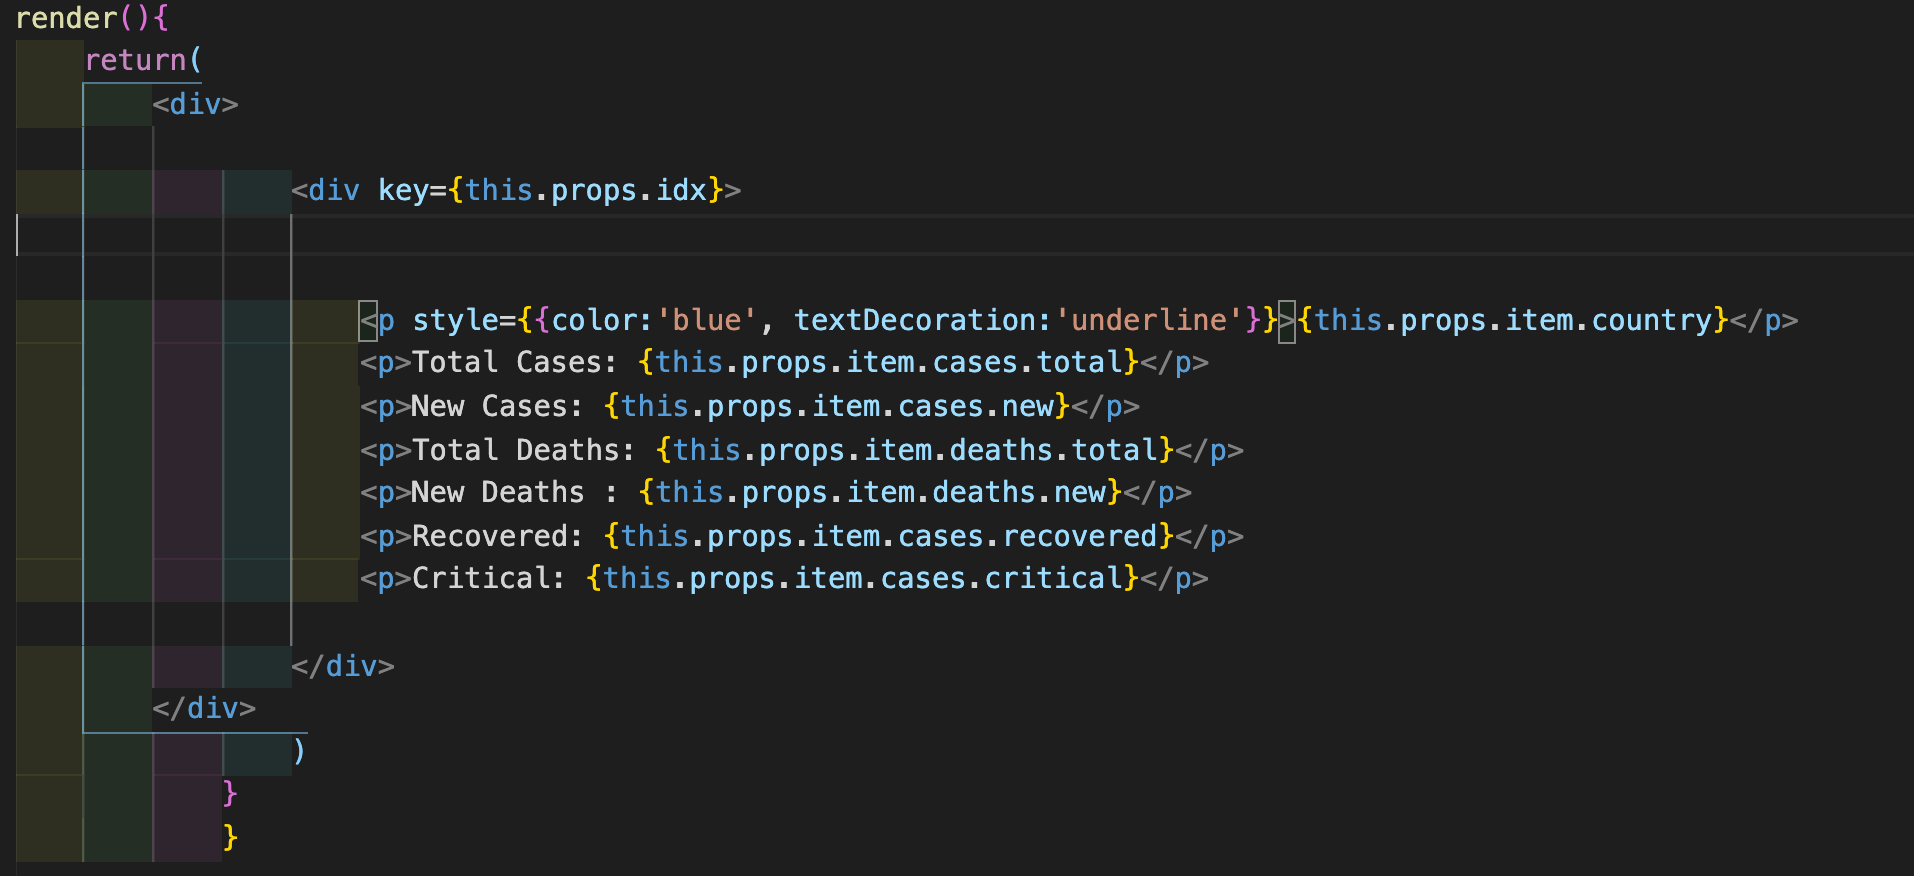 render(){
return(
<div>
<div key={this.props.idx}>
<p style={{color:'blue', textDecoration:'underline'}}>{this.props.item.country}</p>
<p>Total Cases: {this.props.item.cases.total}</p>
<p>New Cases: {this.props.item.cases.new}</p>
<p>Total Deaths: {this.props.item.deaths.total}</p>
<p>New Deaths : {this.props.item.deaths.new}</p>
<p>Recovered: {this.props.item.cases.recovered}</p>
<p>Critical: {this.props.item.cases.critical}</p>
</div>
</div>
)
}
}